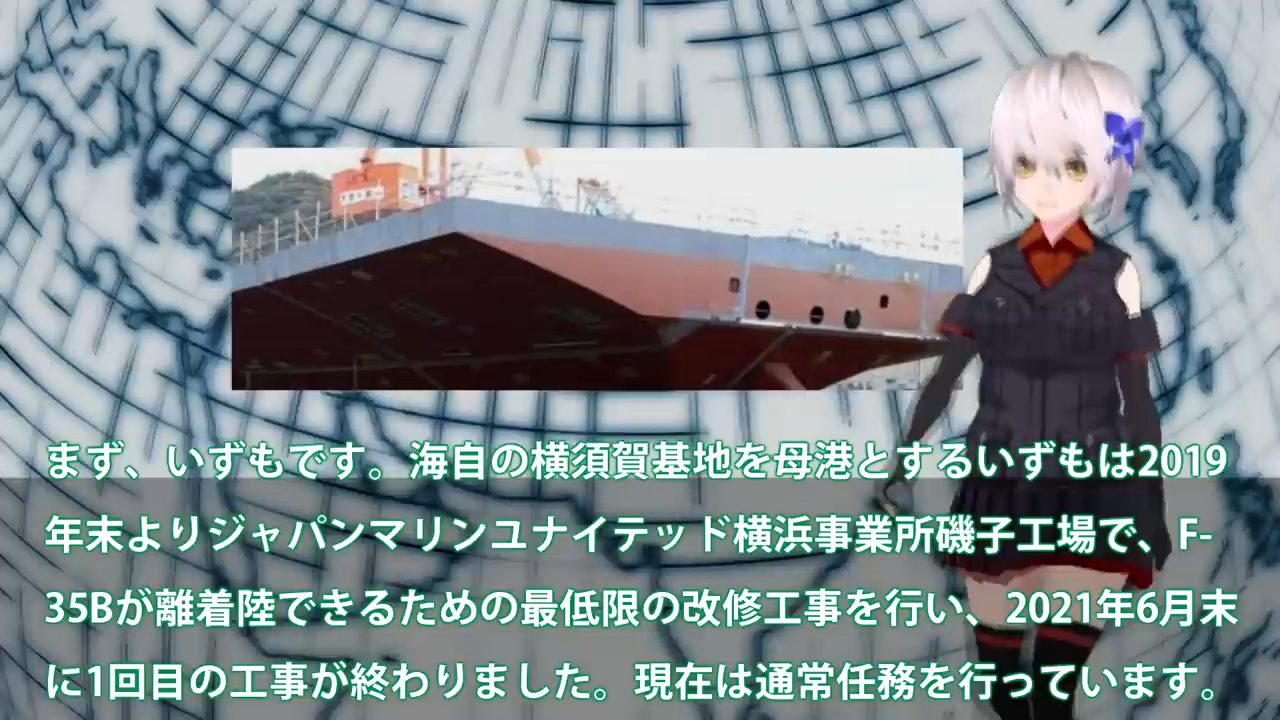 まず、いずもです。海自の横須賀基地を母港とするいずもは2019
年末よりジャパンマリンユナイテッド横浜事業所磯子工場で、F-
35Bが離着陸できるための最低限の改修工事を行い、2021年6月末
に1回目の工事が終わりました。現在は通常任務を行っています。